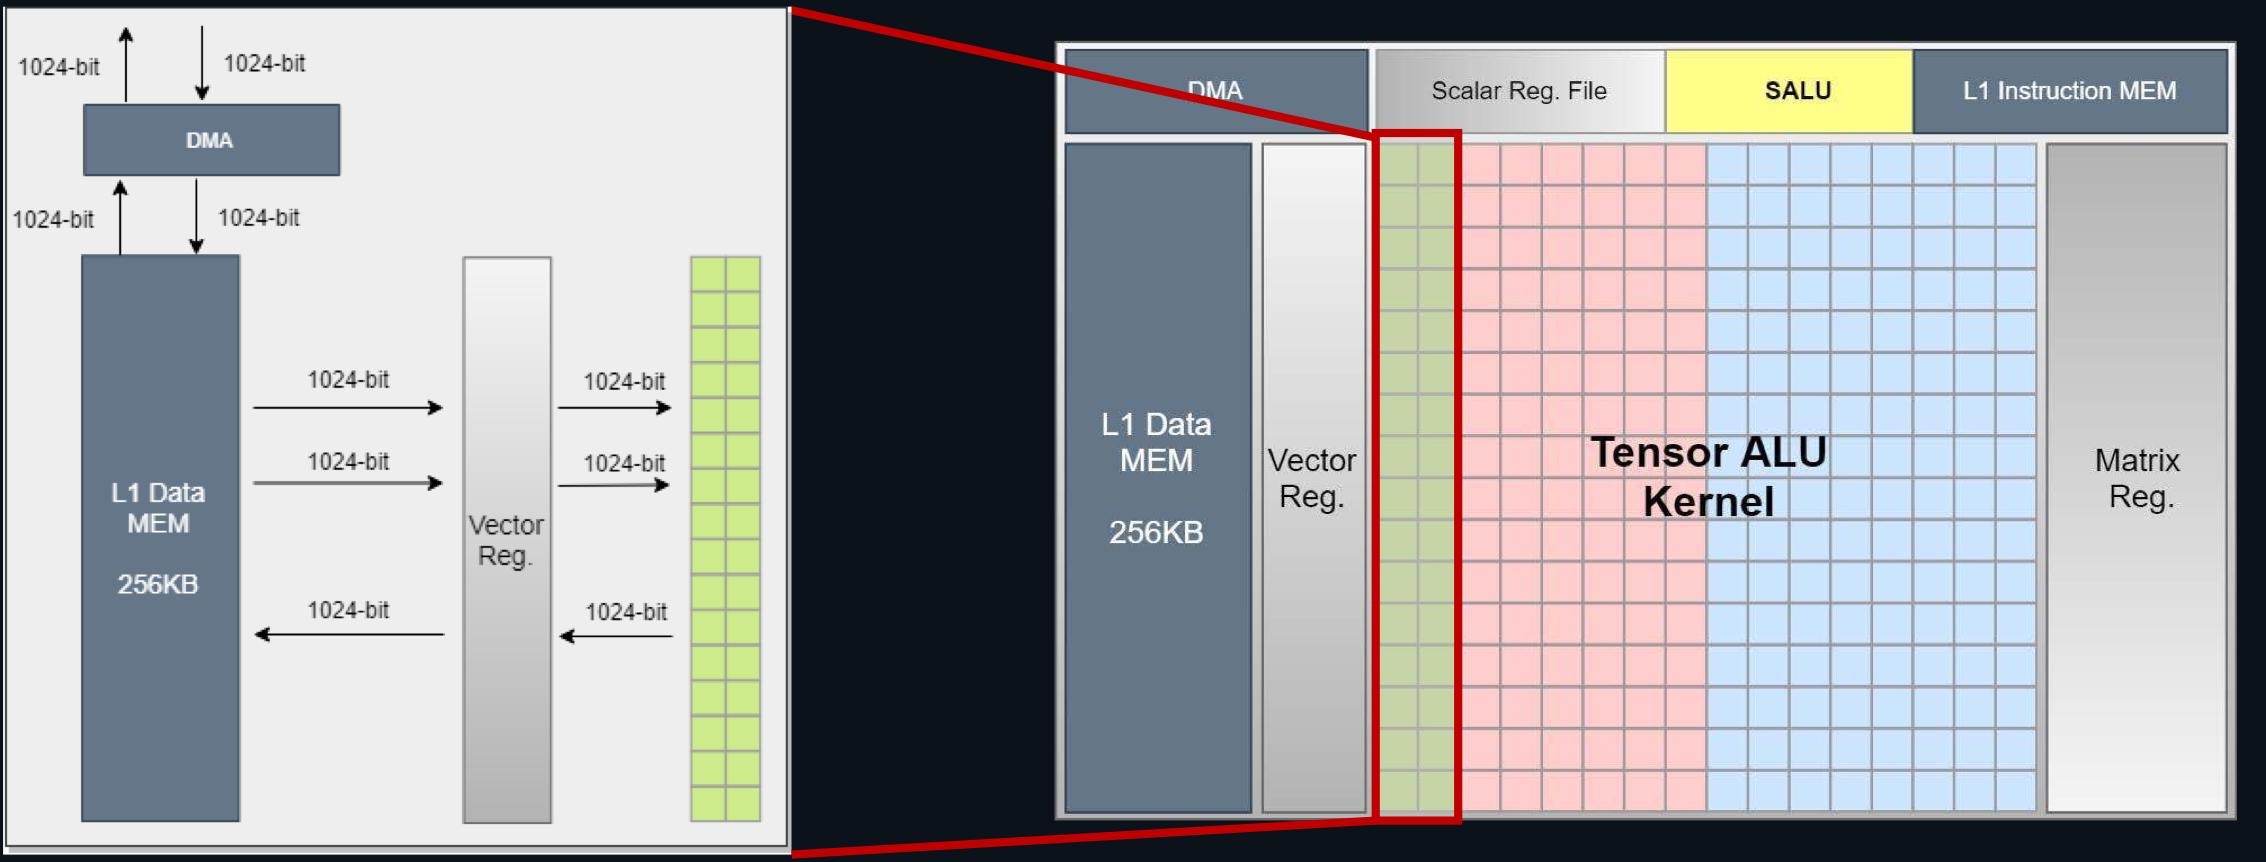 1024-bit
1024-bit
DMA
1024-bit
1024-bit
1024-bit
1024-bit
1024-bit
1024-bit
L1 Data
MEM
256KB
Vector
Reg.
1024-bit
1024-bit
DMA
Scalar Reg. File
SALU
L1 Instruction MEM
L1 Data
MEM
256KB
Vector
Reg.
Tensor ALU
Kernel
Matrix
Reg.